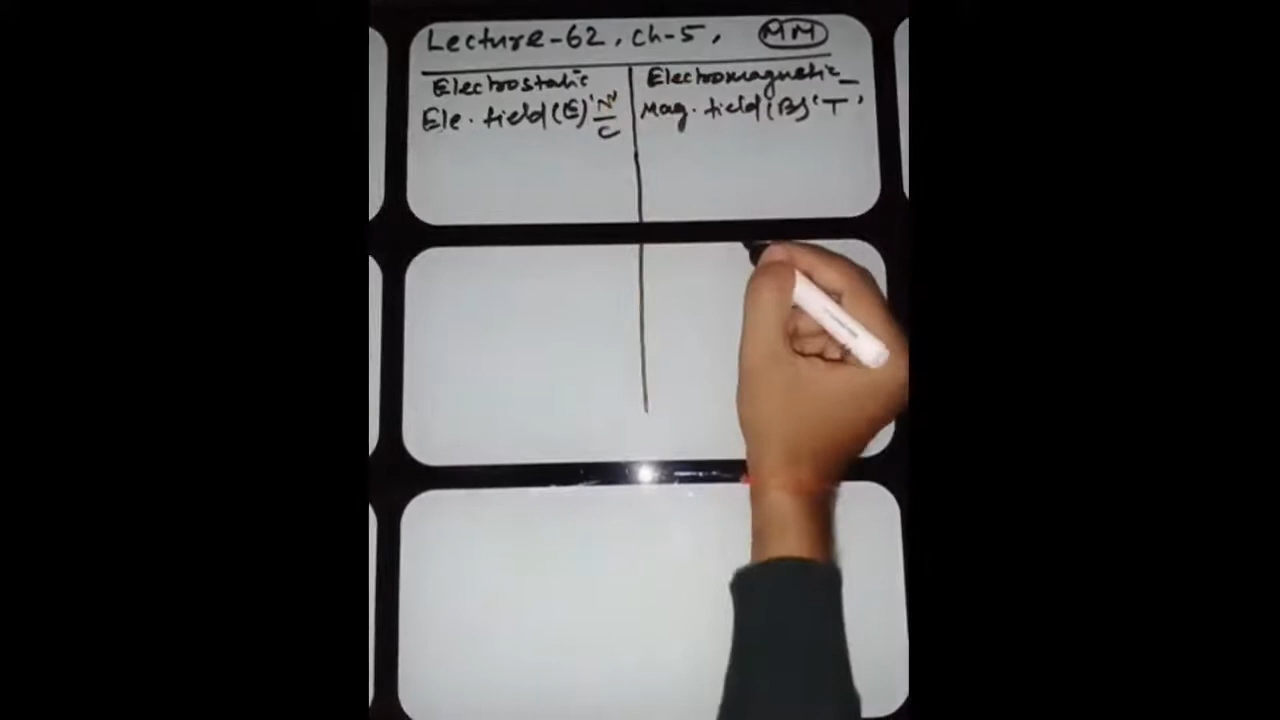 Lecture-62, Ch-5, MM
Electrostatic
Ele. field (E) 'N/C'
Electromagnetic
Mag. field (B) 'T'